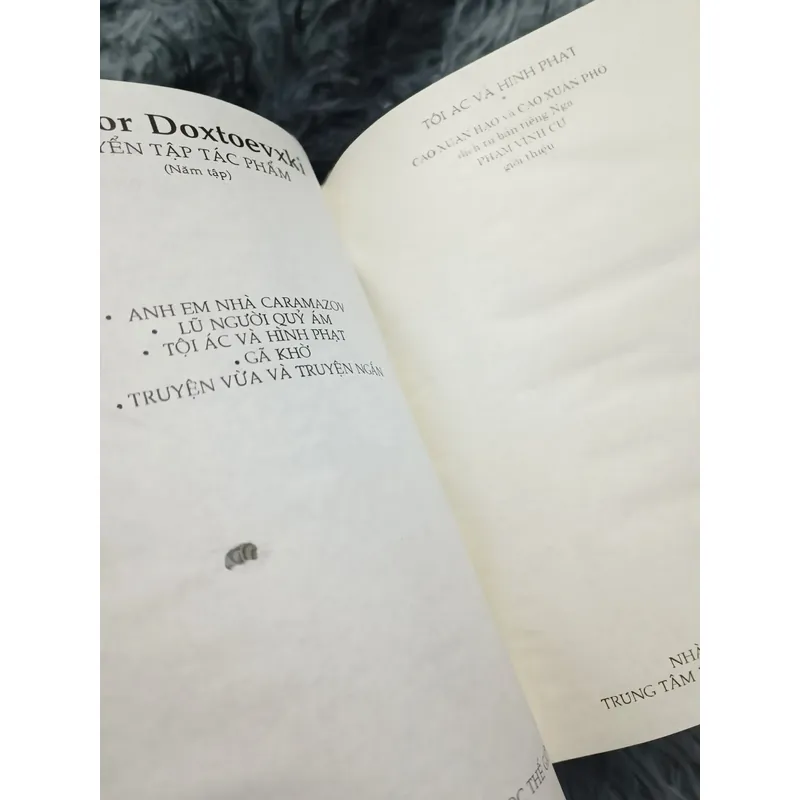 or Doxtoevxki
YỂN TẬP TÁC PHẨM
(Năm tập)
• ANH EM NHÀ CARAMAZOV
• LŨ NGƯỜI QUỶ ÁM
• TỘI ÁC VÀ HÌNH PHẠT
• GÃ KHỜ
• TRUYỆN VỪA VÀ TRUYỆN NGẮN
TỘI ÁC VÀ HÌNH PHẠT
•
CAO XUÂN HẠO và CAO XUÂN PHỔ
dịch từ bản tiếng Nga
PHẠM VĨNH CƯ
giới thiệu
NHÀ
TRUNG TÂM